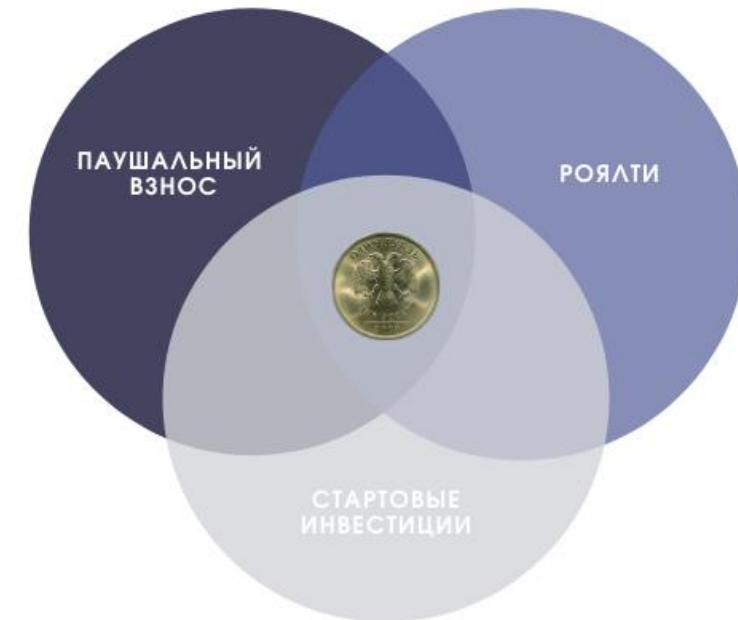 ПАУШАЛЬНЫЙ
ВЗНОС
РОЯЛТИ
СТАРТОВЫЕ
ИНВЕСТИЦИИ